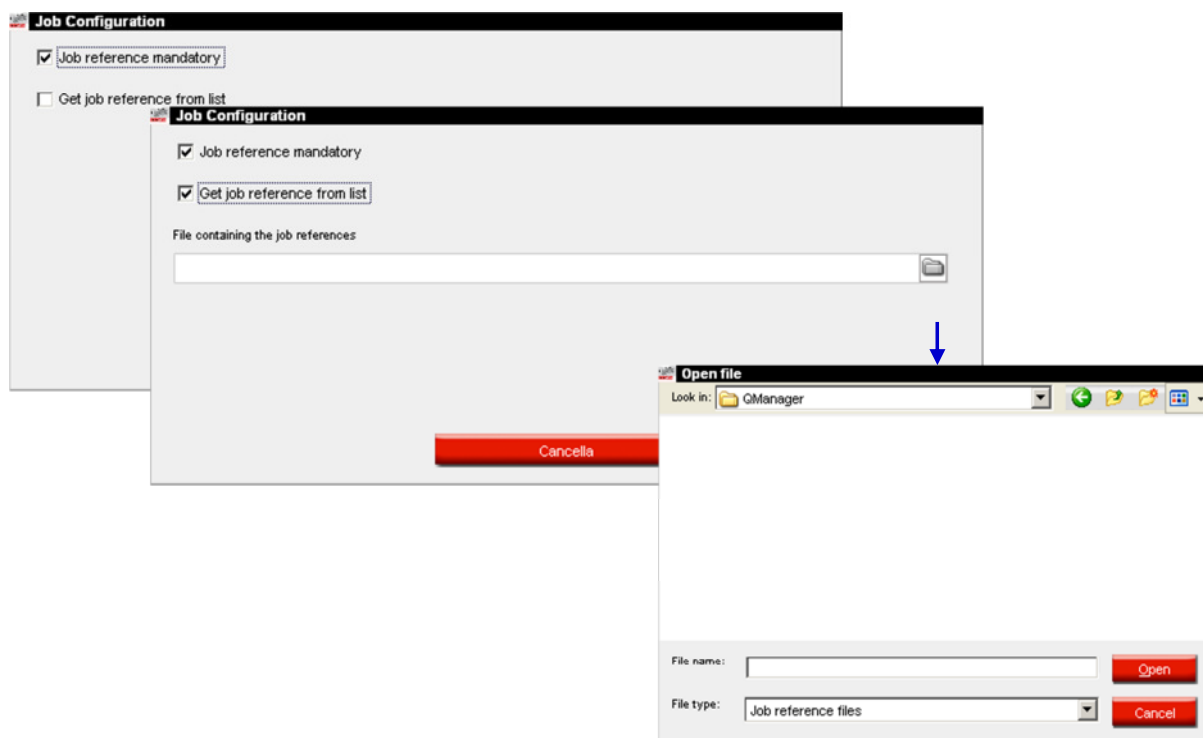 Job Configuration
Job reference mandatory
Get job reference from list
Job Configuration
Job reference mandatory
Get job reference from list
File containing the job references
Cancella
Open file
Look in: QManager
File name:
Open
File type: Job reference files
Cancel